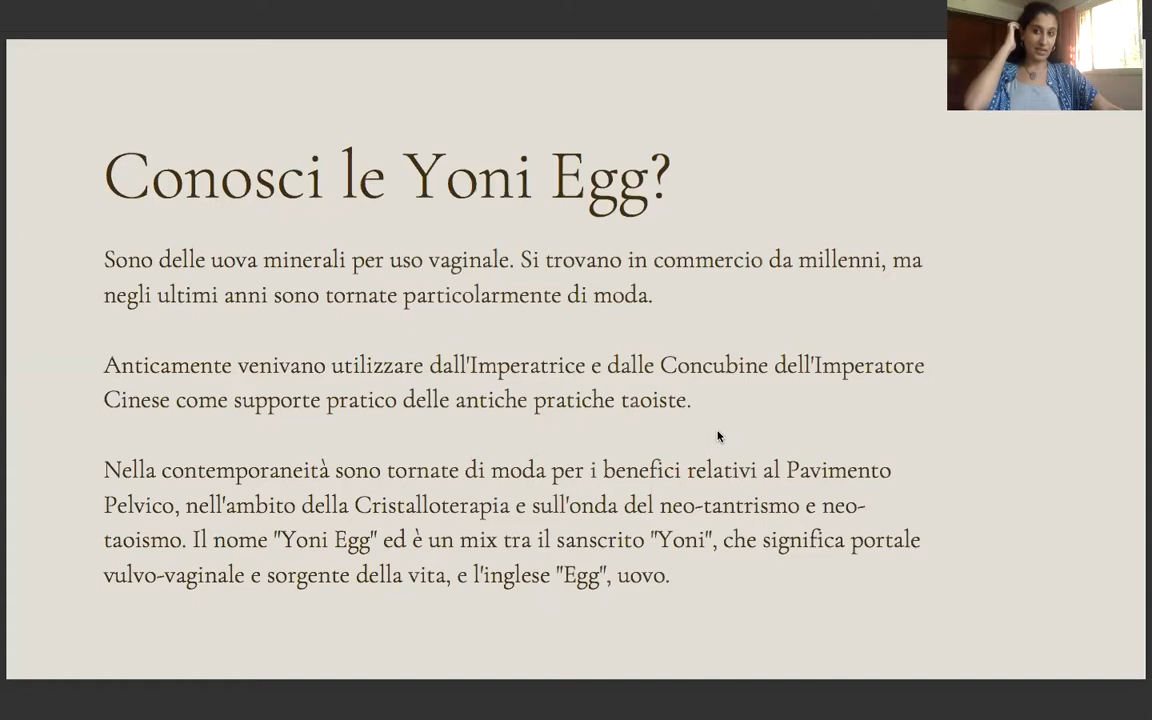 Conosci le Yoni Egg?
Sono delle uova minerali per uso vaginale. Si trovano in commercio da millenni, ma
negli ultimi anni sono tornate particolarmente di moda.
Anticamente venivano utilizzare dall'Imperatrice e dalle Concubine dell'Imperatore
Cinese come supporte pratico delle antiche pratiche taoiste.
Nella contemporaneità sono tornate di moda per i benefici relativi al Pavimento
Pelvico, nell'ambito della Cristalloterapia e sull'onda del neo-tantrismo e neo-
taoismo. Il nome "Yoni Egg" ed è un mix tra il sanscrito "Yoni", che significa portale
vulvo-vaginale e sorgente della vita, e l'inglese "Egg", uovo.